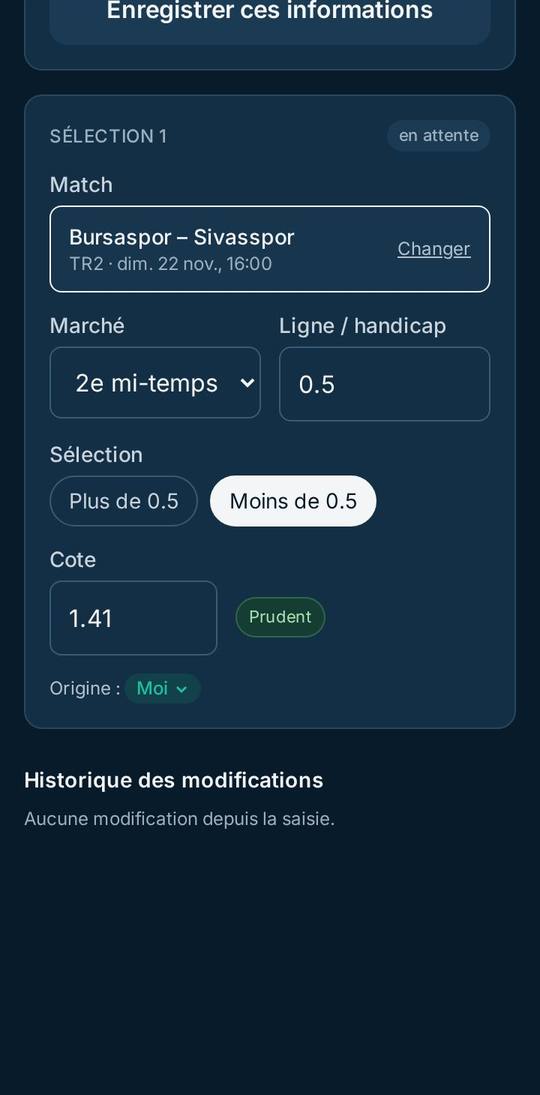 Enregistrer ces informations
SÉLECTION 1
en attente
Match
Bursaspor – Sivasspor
TR2 · dim. 22 nov., 16:00
Changer
Marché
Ligne / handicap
2e mi-temps
0.5
Sélection
Plus de 0.5
Moins de 0.5
Cote
1.41
Prudent
Origine : Moi
Historique des modifications
Aucune modification depuis la saisie.